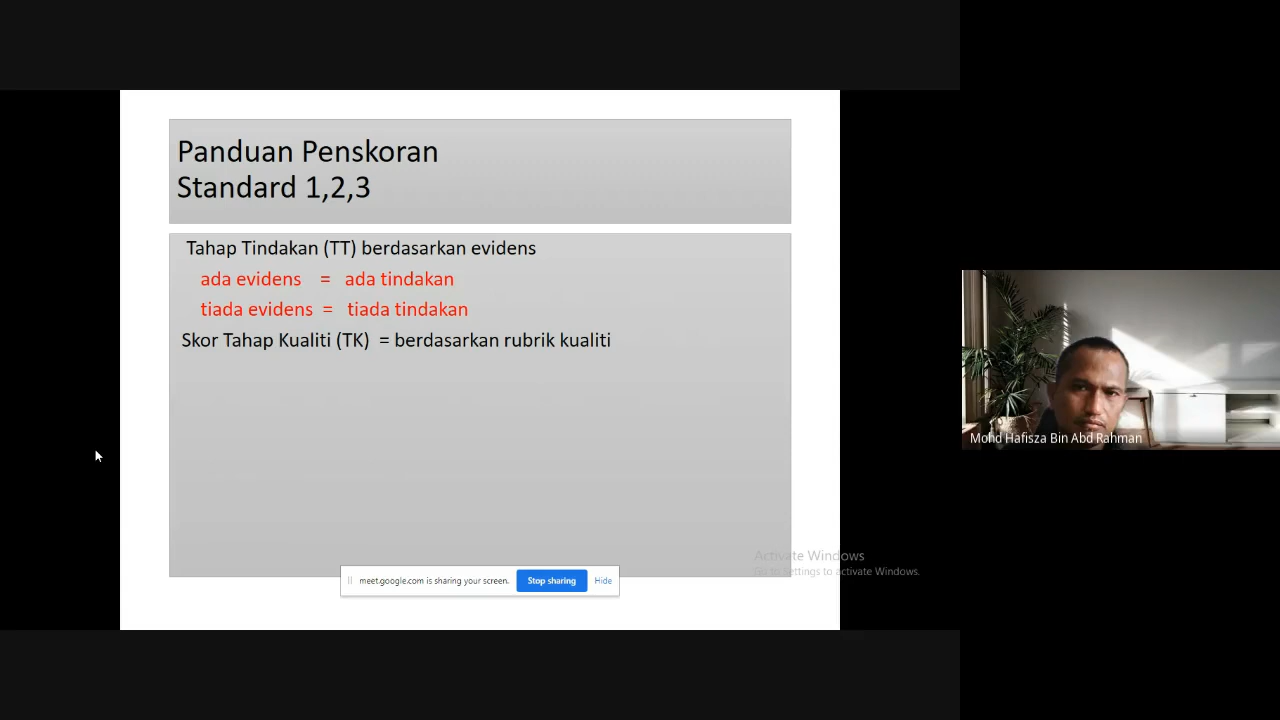 Panduan Penskoran
Standard 1,2,3
Tahap Tindakan (TT) berdasarkan evidens
ada evidens = ada tindakan
tiada evidens = tiada tindakan
Skor Tahap Kualiti (TK) = berdasarkan rubrik kualiti
Mohd Hafisza Bin Abd Rahman
Activate Windows
Go to Settings to activate Windows.
meet.google.com is sharing your screen. Stop sharing Hide